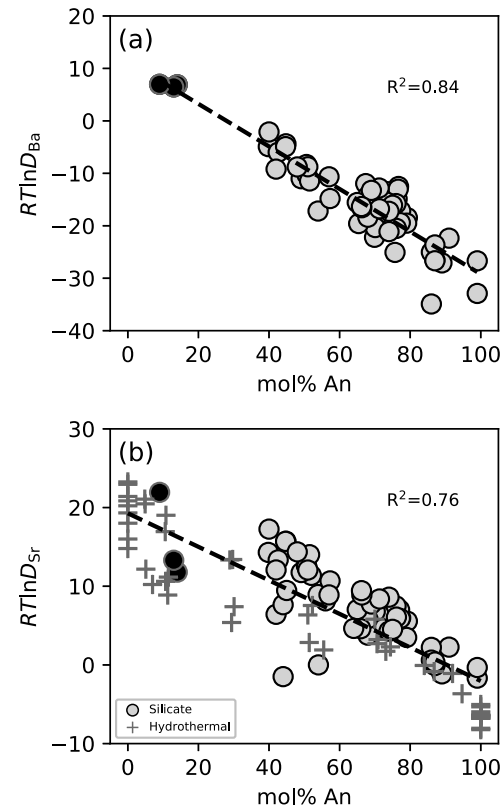 (a)
R²=0.84
20
10
0
−10
−20
−30
−40
RTlnD_Ba
0 20 40 60 80 100
mol% An
(b)
R²=0.76
30
20
10
0
−10
RTlnD_Sr
Silicate
Hydrothermal
0 20 40 60 80 100
mol% An